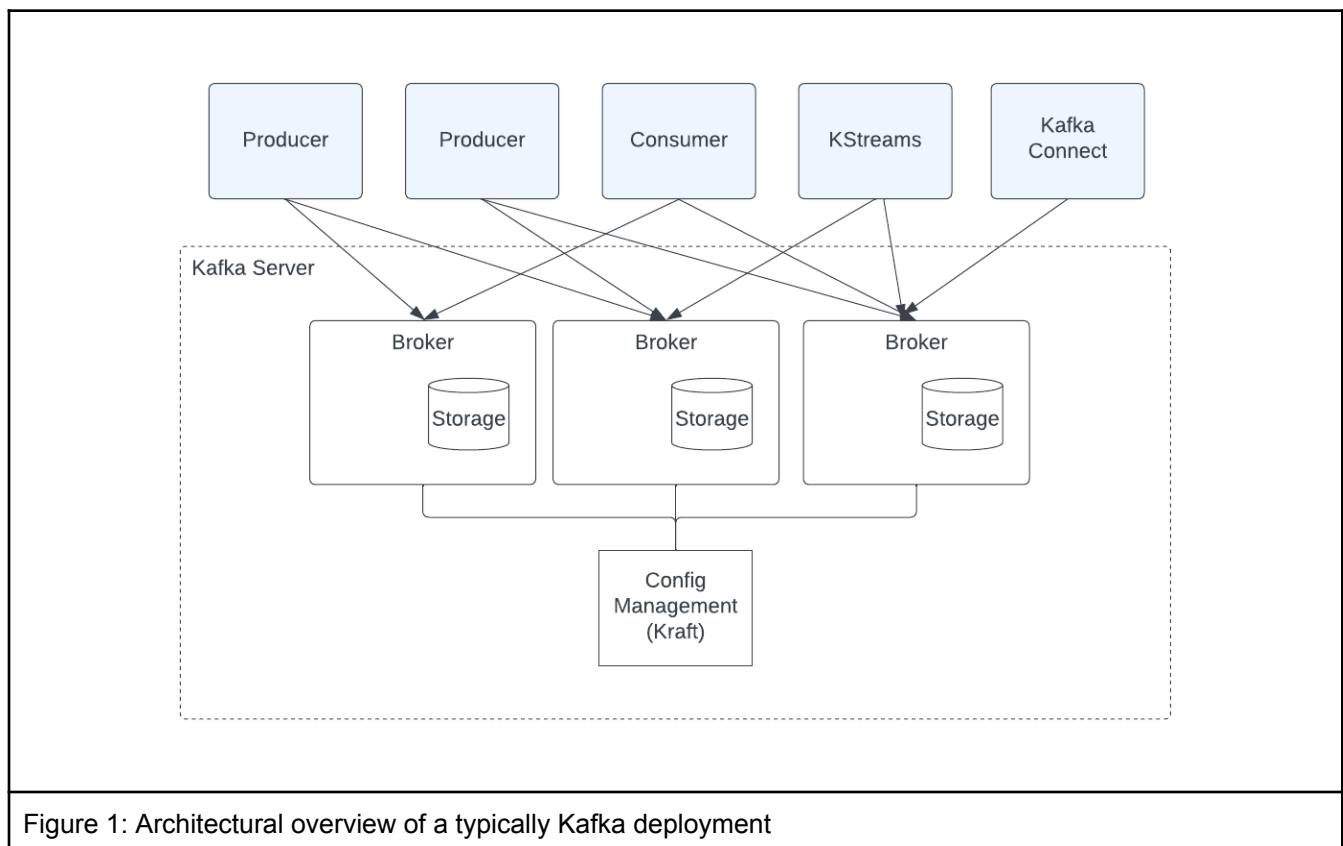 Producer
Producer
Consumer
KStreams
Kafka
Connect
Kafka Server
Broker
Broker
Broker
Storage
Storage
Storage
Config
Management
(Kraft)
Figure 1: Architectural overview of a typically Kafka deployment